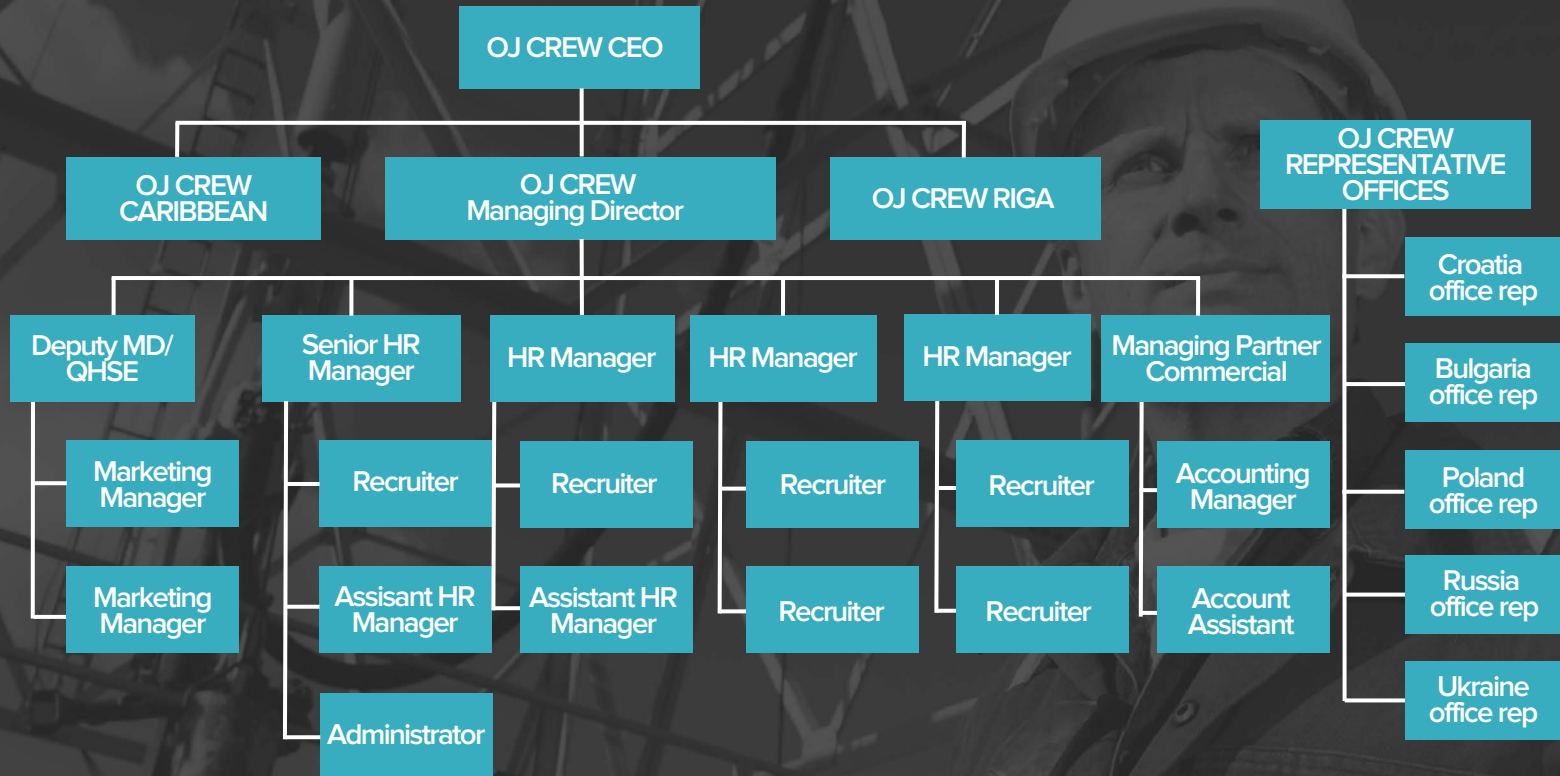 OJ CREW CEO
OJ CREW
CARIBBEAN
OJ CREW
Managing Director
OJ CREW RIGA
OJ CREW
REPRESENTATIVE
OFFICES
Deputy MD/
QHSE
Senior HR
Manager
HR Manager
HR Manager
HR Manager
Managing Partner
Commercial
Marketing
Manager
Recruiter
Recruiter
Recruiter
Recruiter
Accounting
Manager
Marketing
Manager
Assisant HR
Manager
Assistant HR
Manager
Recruiter
Recruiter
Account
Assistant
Administrator
Croatia
office rep
Bulgaria
office rep
Poland
office rep
Russia
office rep
Ukraine
office rep